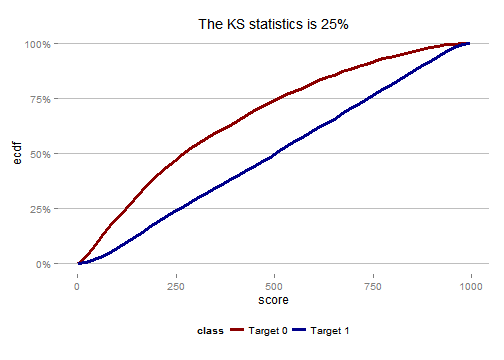 The KS statistics is 25%
100%
75%
50%
25%
0%
ecdf
0 250 500 750 1000
score
class Target 0 Target 1